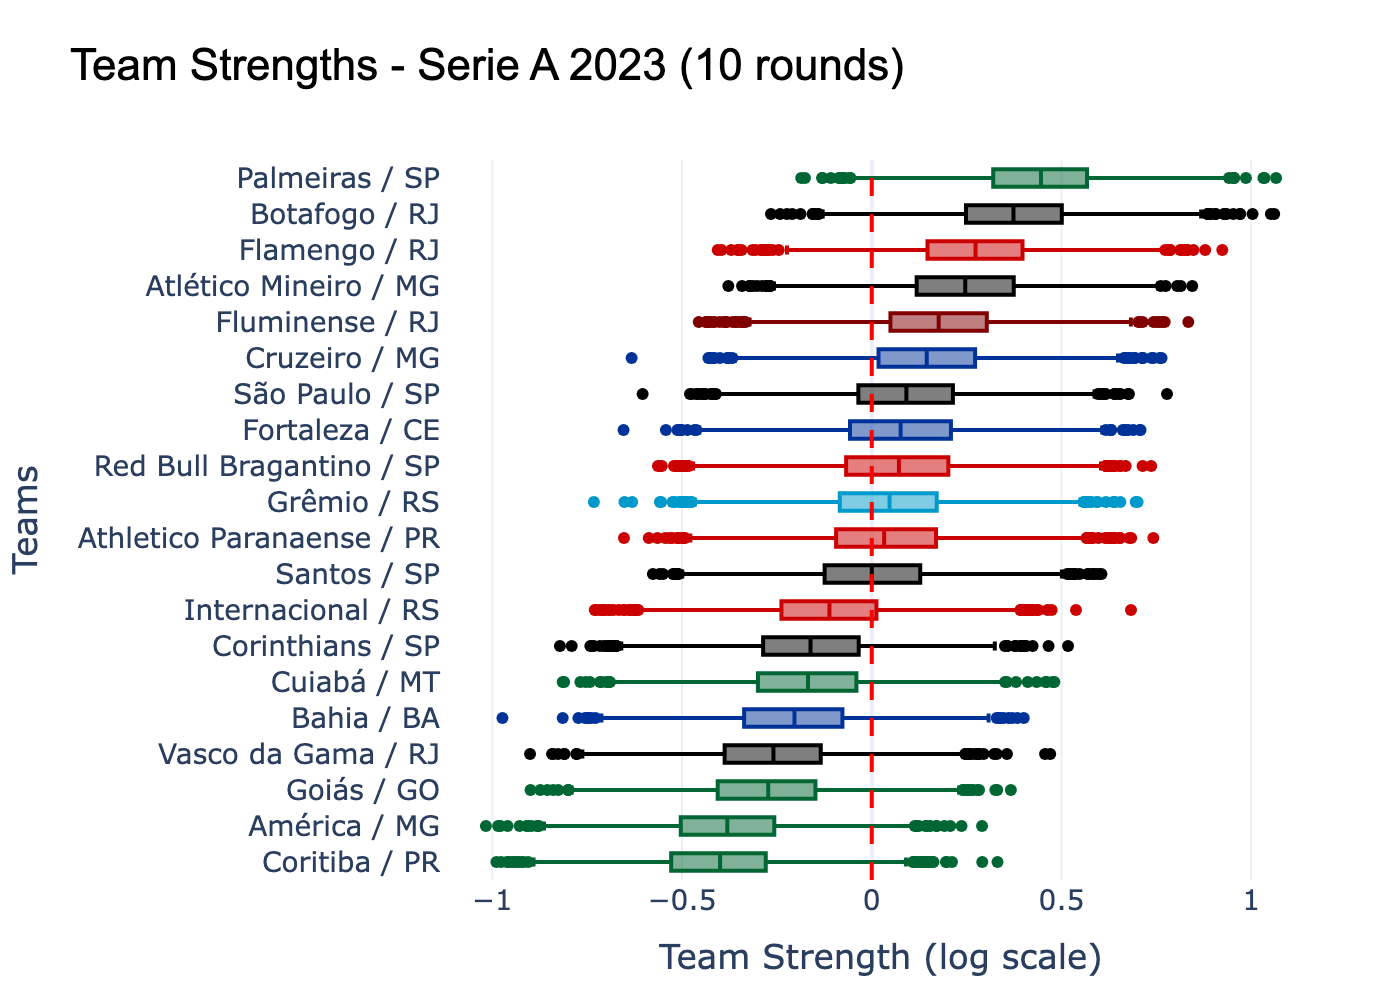 Team Strengths - Serie A 2023 (10 rounds)
Teams
Palmeiras / SP
Botafogo / RJ
Flamengo / RJ
Atlético Mineiro / MG
Fluminense / RJ
Cruzeiro / MG
São Paulo / SP
Fortaleza / CE
Red Bull Bragantino / SP
Grêmio / RS
Athletico Paranaense / PR
Santos / SP
Internacional / RS
Corinthians / SP
Cuiabá / MT
Bahia / BA
Vasco da Gama / RJ
Goiás / GO
América / MG
Coritiba / PR
−1 −0.5 0 0.5 1
Team Strength (log scale)